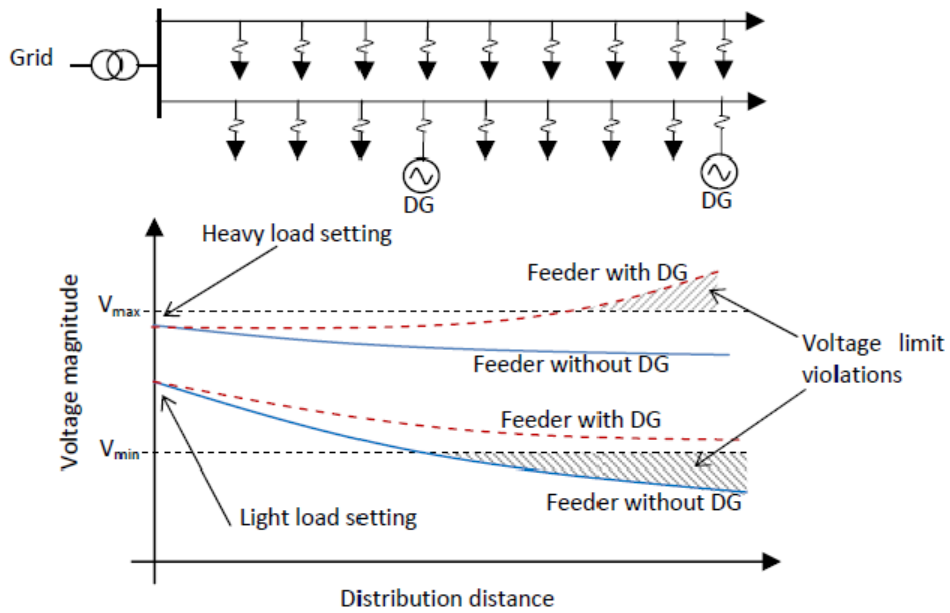 Grid
DG
DG
Heavy load setting
Feeder with DG
Vmax
Voltage limit
violations
Feeder without DG
Feeder with DG
Vmin
Feeder without DG
Light load setting
Voltage magnitude
Distribution distance